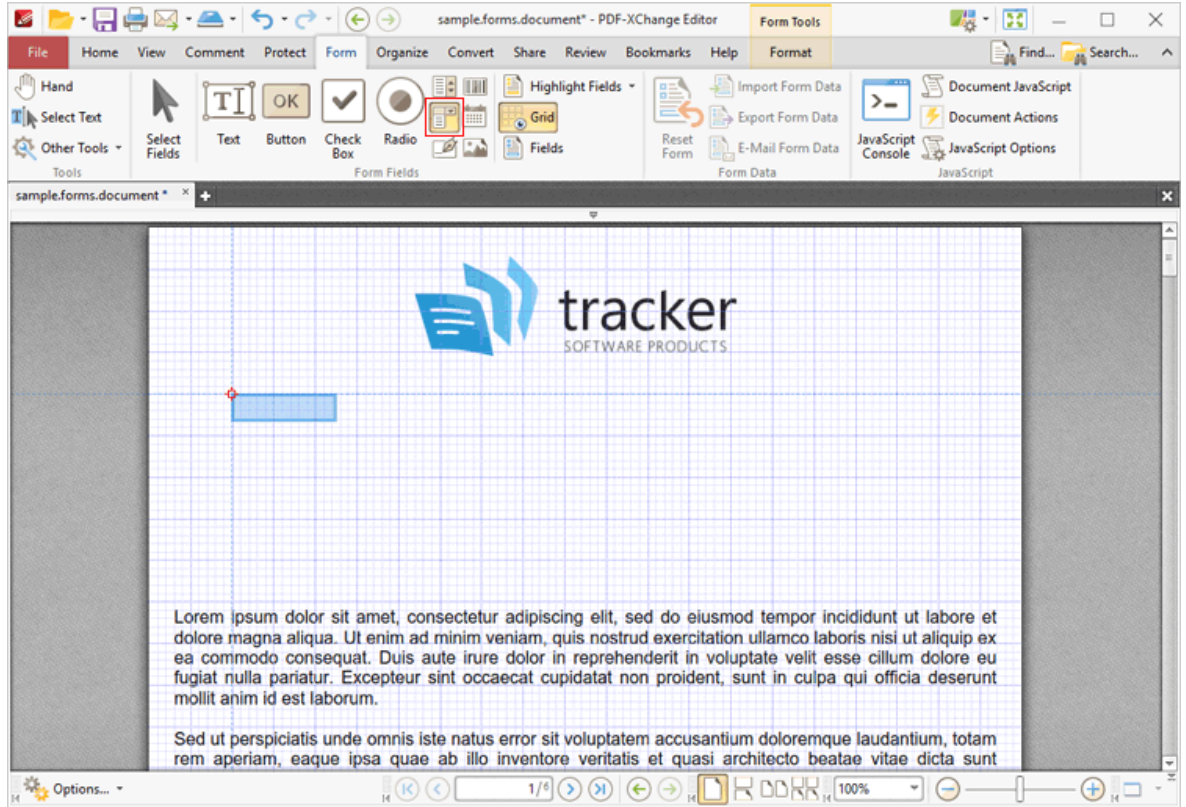 sample.forms.document* - PDF-XChange Editor
Form Tools
File Home View Comment Protect Form Organize Convert Share Review Bookmarks Help Format Find... Search...
Hand
Select Text
Other Tools
Tools
Select
Fields
Text
OK
Button
Check
Box
Radio
Form Fields
Highlight Fields
Grid
Fields
Reset
Form
Import Form Data
Export Form Data
E-Mail Form Data
Form Data
JavaScript
Console
Document JavaScript
Document Actions
JavaScript Options
JavaScript
sample.forms.document *
tracker
SOFTWARE PRODUCTS
Lorem ipsum dolor sit amet, consectetur adipiscing elit, sed do eiusmod tempor incididunt ut labore et
dolore magna aliqua. Ut enim ad minim veniam, quis nostrud exercitation ullamco laboris nisi ut aliquip ex
ea commodo consequat. Duis aute irure dolor in reprehenderit in voluptate velit esse cillum dolore eu
fugiat nulla pariatur. Excepteur sint occaecat cupidatat non proident, sunt in culpa qui officia deserunt
mollit anim id est laborum.
Sed ut perspiciatis unde omnis iste natus error sit voluptatem accusantium doloremque laudantium, totam
rem aperiam, eaque ipsa quae ab illo inventore veritatis et quasi architecto beatae vitae dicta sunt
Options... 1/6 100%